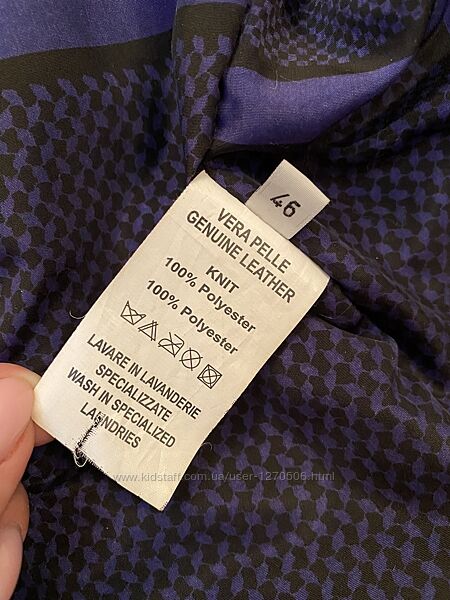 46
VERA PELLE
GENUINE LEATHER
KNIT
100% Polyester
100% Polyester
LAVARE IN LAVANDERIE
SPECIALIZZATE
WASH IN SPECIALIZED
LAUNDRIES
www.kidstaff.com.ua/user-1270506.html